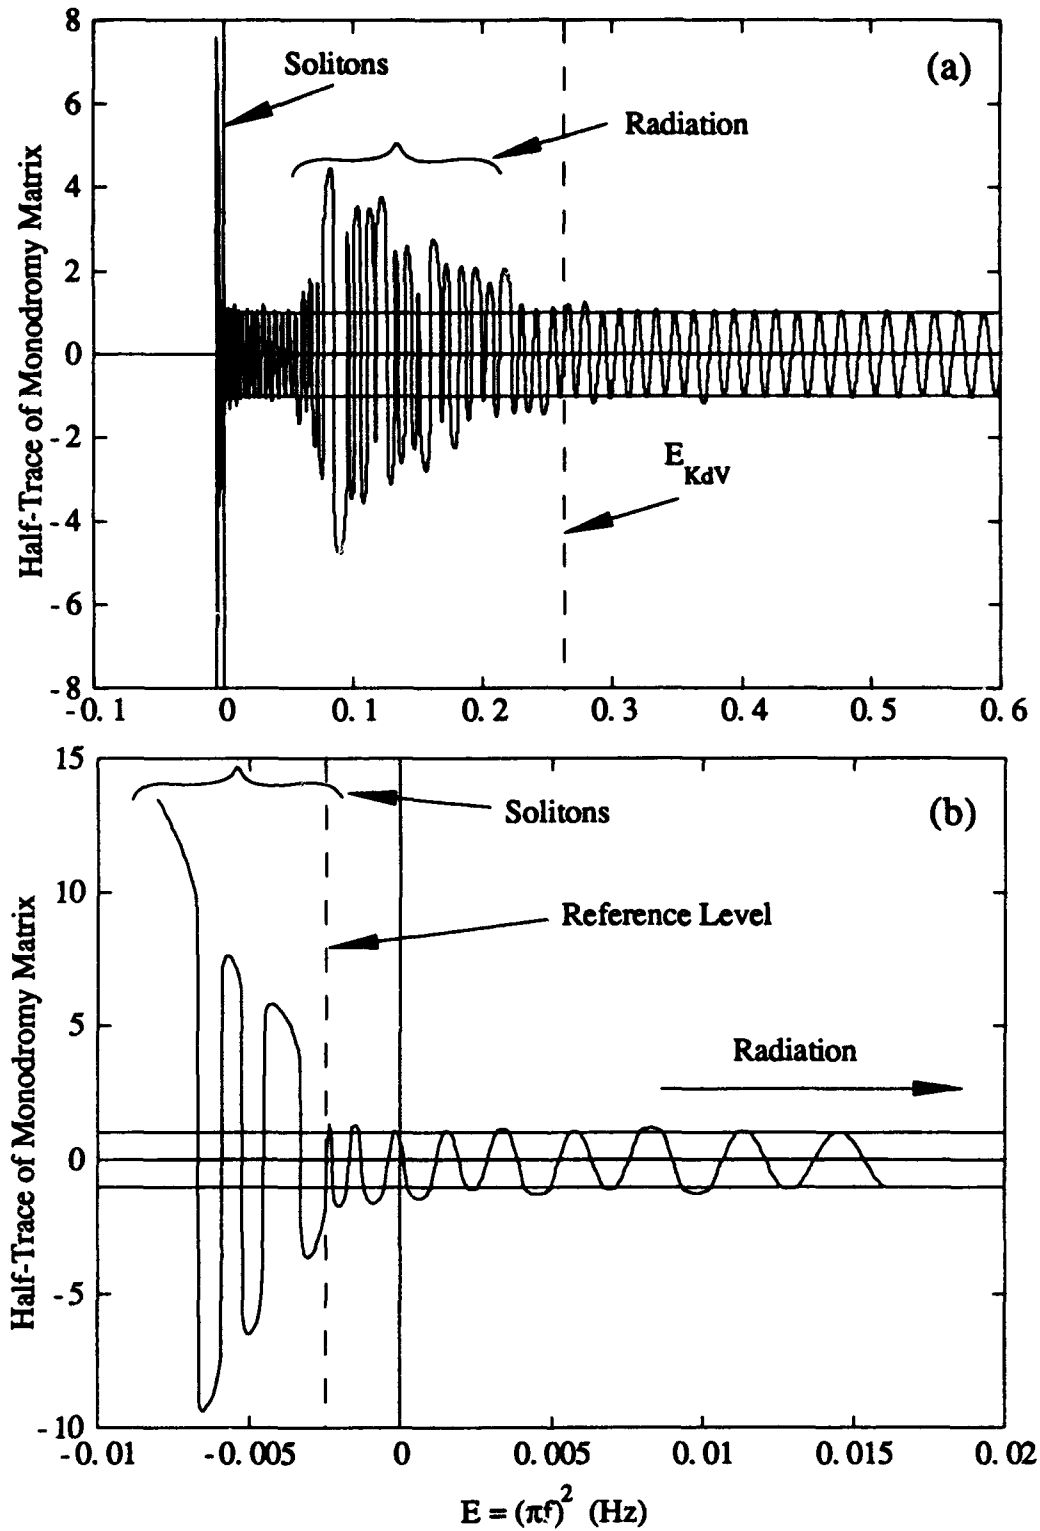 8
6
4
2
0
-2
-4
-6
-8
Half-Trace of Monodromy Matrix
Solitons
(a)
Radiation
E KdV
-0.1 0 0.1 0.2 0.3 0.4 0.5 0.6
15
10
5
0
-5
-10
Half-Trace of Monodromy Matrix
Solitons
(b)
Reference Level
Radiation
-0.01 -0.005 0 0.005 0.01 0.015 0.02
E = (πf)² (Hz)